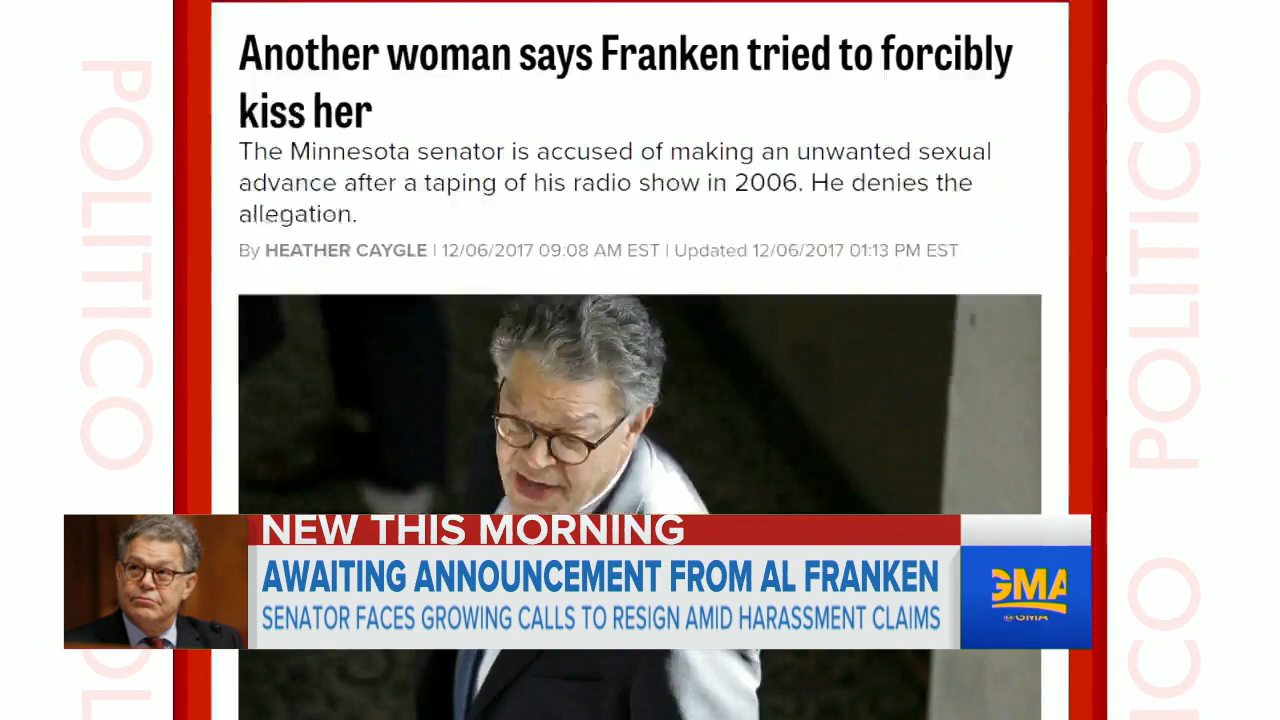 Another woman says Franken tried to forcibly
kiss her
The Minnesota senator is accused of making an unwanted sexual
advance after a taping of his radio show in 2006. He denies the
allegation.
By HEATHER CAYGLE | 12/06/2017 09:08 AM EST | Updated 12/06/2017 01:13 PM EST
POLITICO
POLITICO
NEW THIS MORNING
AWAITING ANNOUNCEMENT FROM AL FRANKEN
SENATOR FACES GROWING CALLS TO RESIGN AMID HARASSMENT CLAIMS
GMA
@GMA
POL
ICO